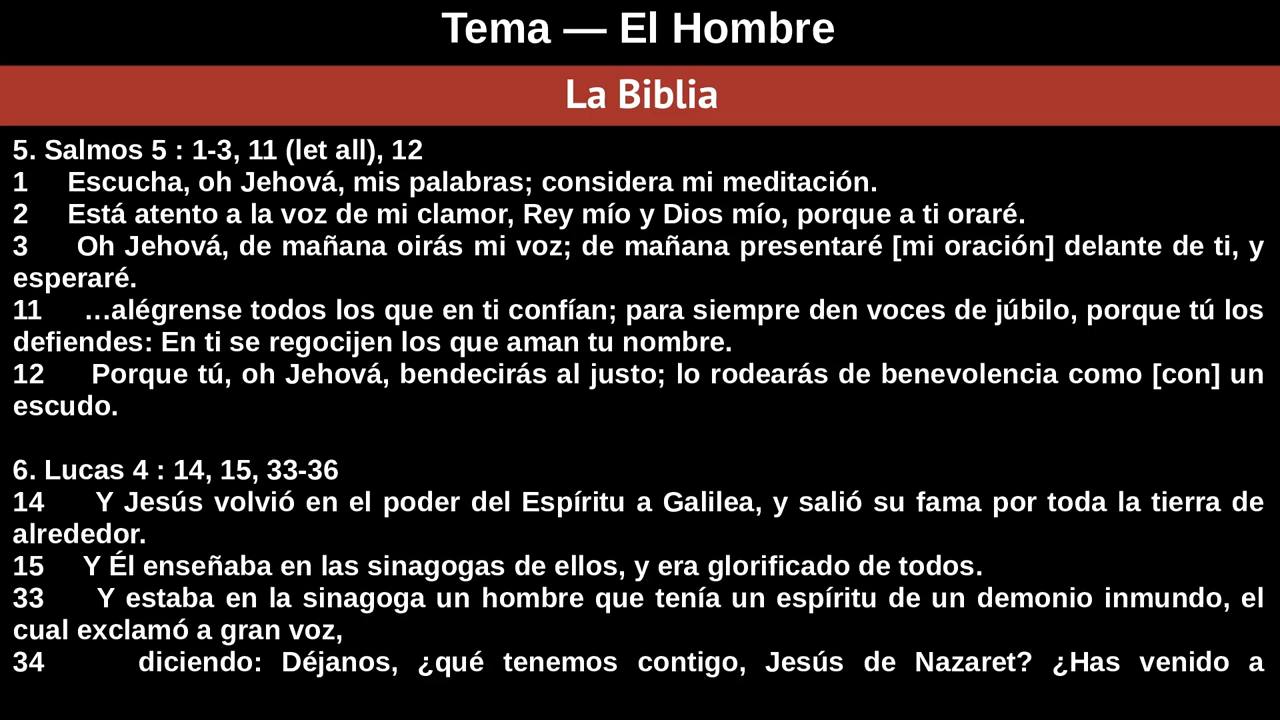 Tema — El Hombre
La Biblia
5. Salmos 5 : 1-3, 11 (let all), 12
1 Escucha, oh Jehová, mis palabras; considera mi meditación.
2 Está atento a la voz de mi clamor, Rey mío y Dios mío, porque a ti oraré.
3 Oh Jehová, de mañana oirás mi voz; de mañana presentaré [mi oración] delante de ti, y
esperaré.
11 …alégrense todos los que en ti confían; para siempre den voces de júbilo, porque tú los
defiendes: En ti se regocijen los que aman tu nombre.
12 Porque tú, oh Jehová, bendecirás al justo; lo rodearás de benevolencia como [con] un
escudo.
6. Lucas 4 : 14, 15, 33-36
14 Y Jesús volvió en el poder del Espíritu a Galilea, y salió su fama por toda la tierra de
alrededor.
15 Y Él enseñaba en las sinagogas de ellos, y era glorificado de todos.
33 Y estaba en la sinagoga un hombre que tenía un espíritu de un demonio inmundo, el
cual exclamó a gran voz,
34 diciendo: Déjanos, ¿qué tenemos contigo, Jesús de Nazaret? ¿Has venido a